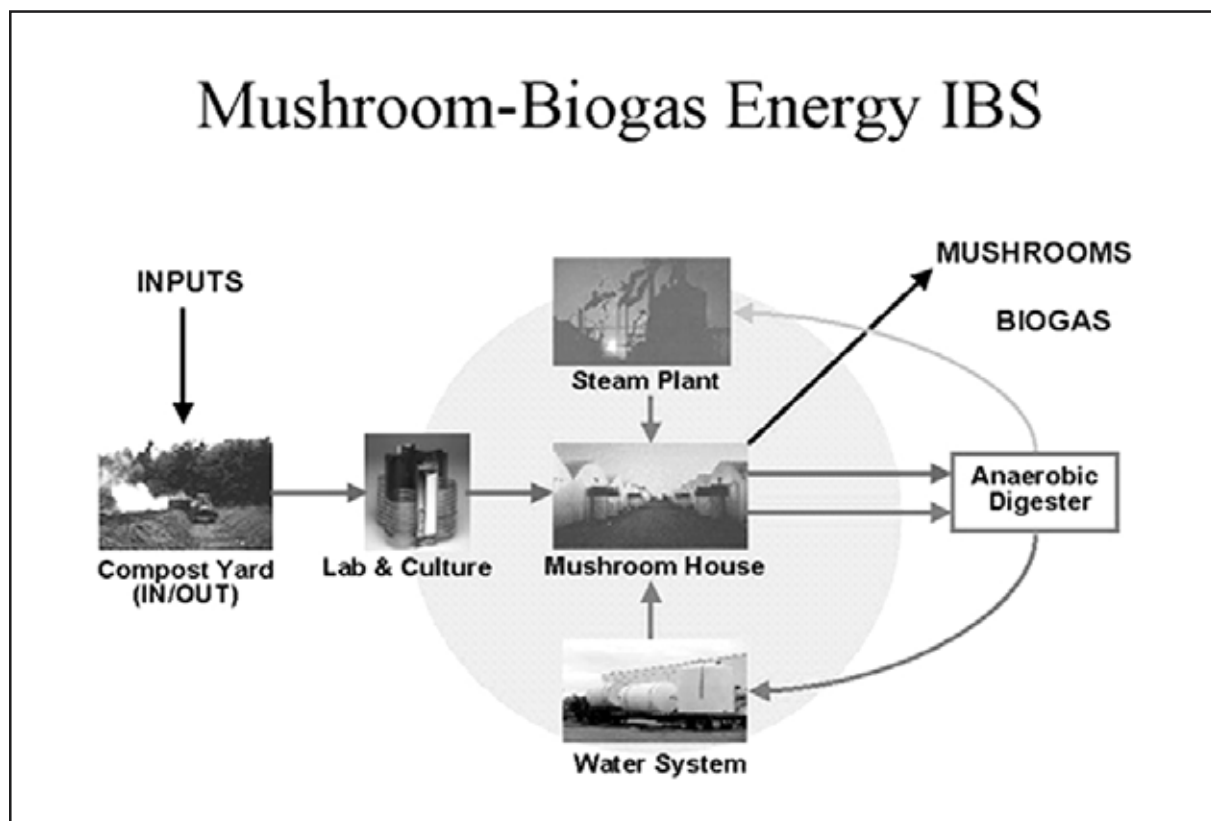 Mushroom-Biogas Energy IBS
INPUTS
MUSHROOMS
BIOGAS
Steam Plant
Compost Yard
(IN/OUT)
Lab & Culture
Mushroom House
Anaerobic
Digester
Water System